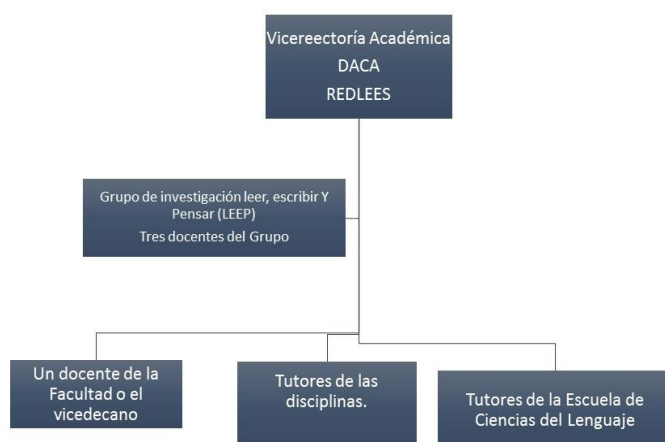 Vicereectoría Académica
DACA
REDLEES
Grupo de investigación leer, escribir Y
Pensar (LEEP)
Tres docentes del Grupo
Un docente de la
Facultad o el
vicedecano
Tutores de las
disciplinas.
Tutores de la Escuela de
Ciencias del Lenguaje